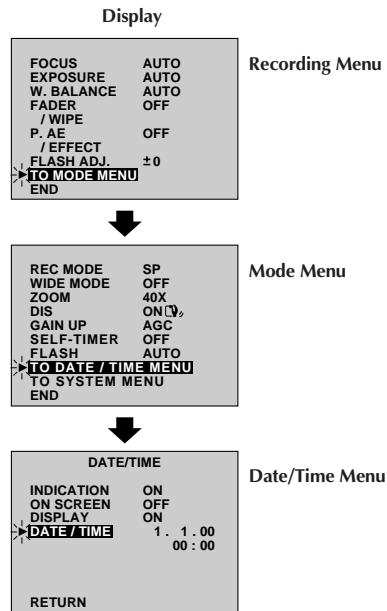 Display
Recording Menu
FOCUS AUTO
EXPOSURE AUTO
W. BALANCE AUTO
FADER OFF
/ WIPE
P. AE OFF
/ EFFECT
FLASH ADJ. ±0
TO MODE MENU
END
Mode Menu
REC MODE SP
WIDE MODE OFF
ZOOM 40X
DIS ON
GAIN UP AGC
SELF-TIMER OFF
FLASH AUTO
TO DATE / TIME MENU
TO SYSTEM MENU
END
Date/Time Menu
DATE/TIME
INDICATION ON
ON SCREEN OFF
DISPLAY ON
DATE / TIME 1 . 1 . 00
00 : 00
RETURN